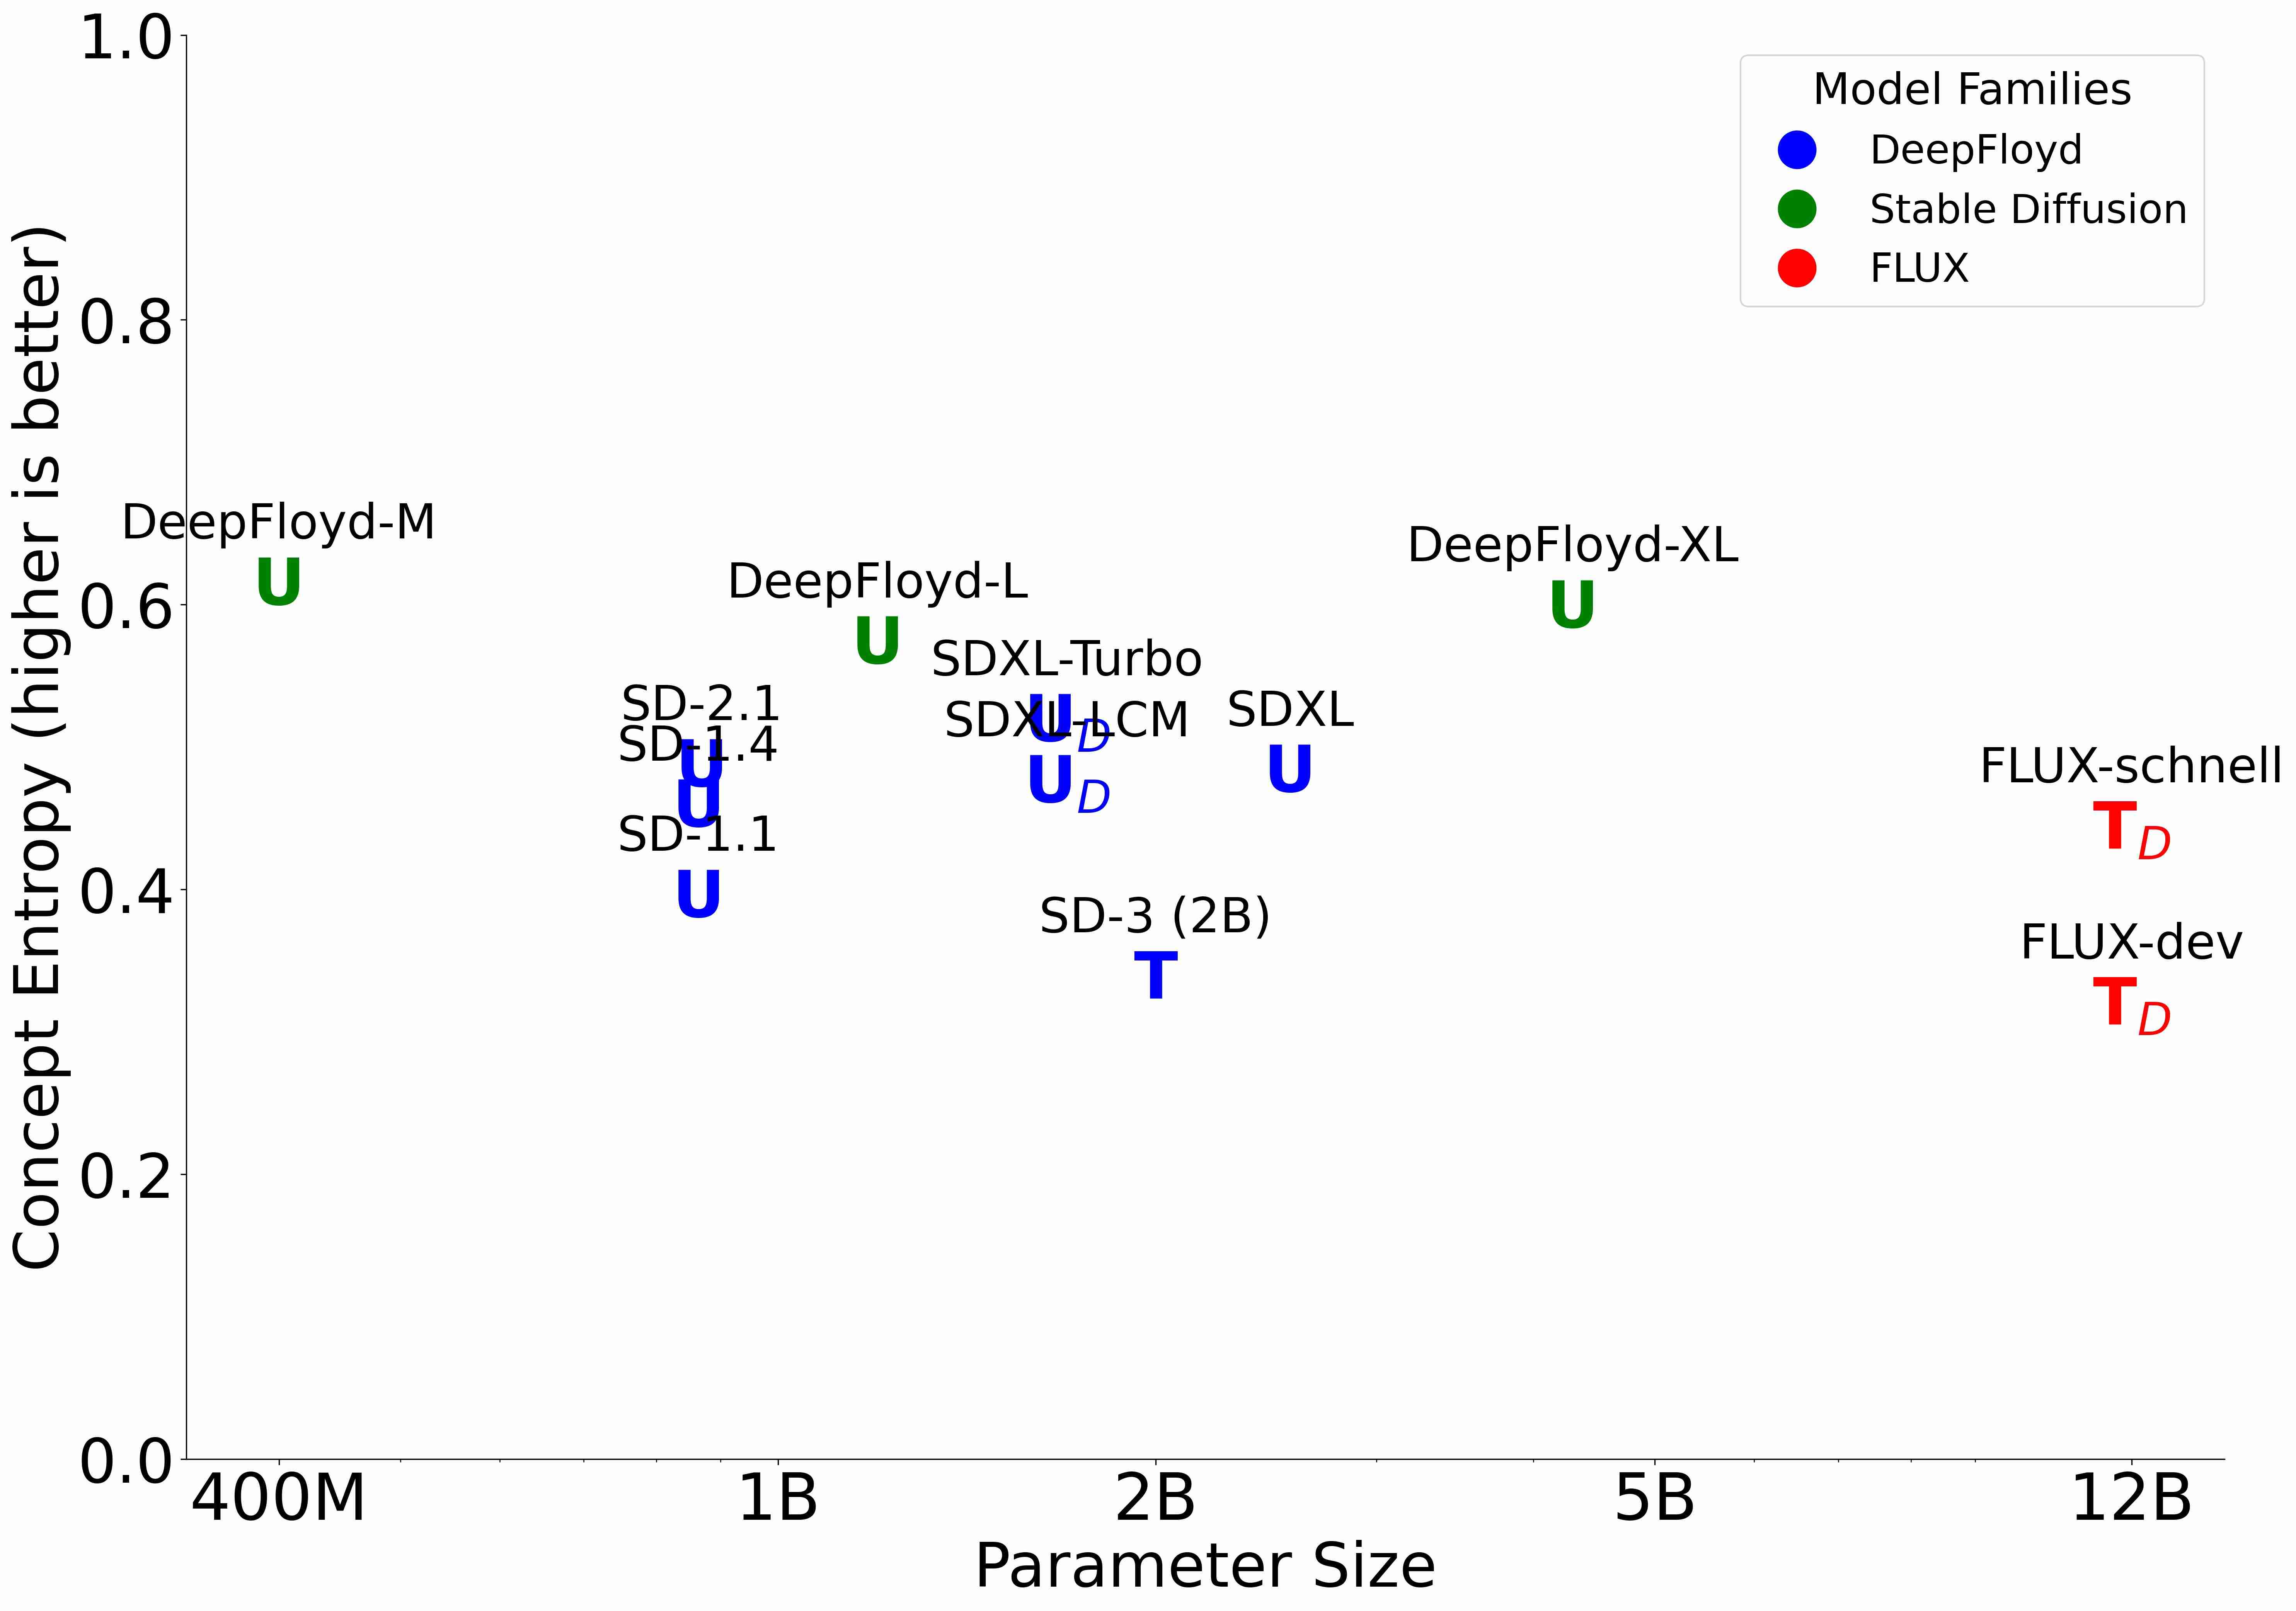 Concept Entropy (higher is better)
1.0
0.8
0.6
0.4
0.2
0.0
Model Families
DeepFloyd
Stable Diffusion
FLUX
DeepFloyd-M
U
DeepFloyd-XL
U
DeepFloyd-L
U
SDXL-Turbo
U D
SDXL-LCM
U D
SDXL
U
SD-2.1
U
SD-1.4
U
SD-1.1
U
FLUX-schnell
T D
SD-3 (2B)
T
FLUX-dev
T D
400M
1B
2B
5B
12B
Parameter Size